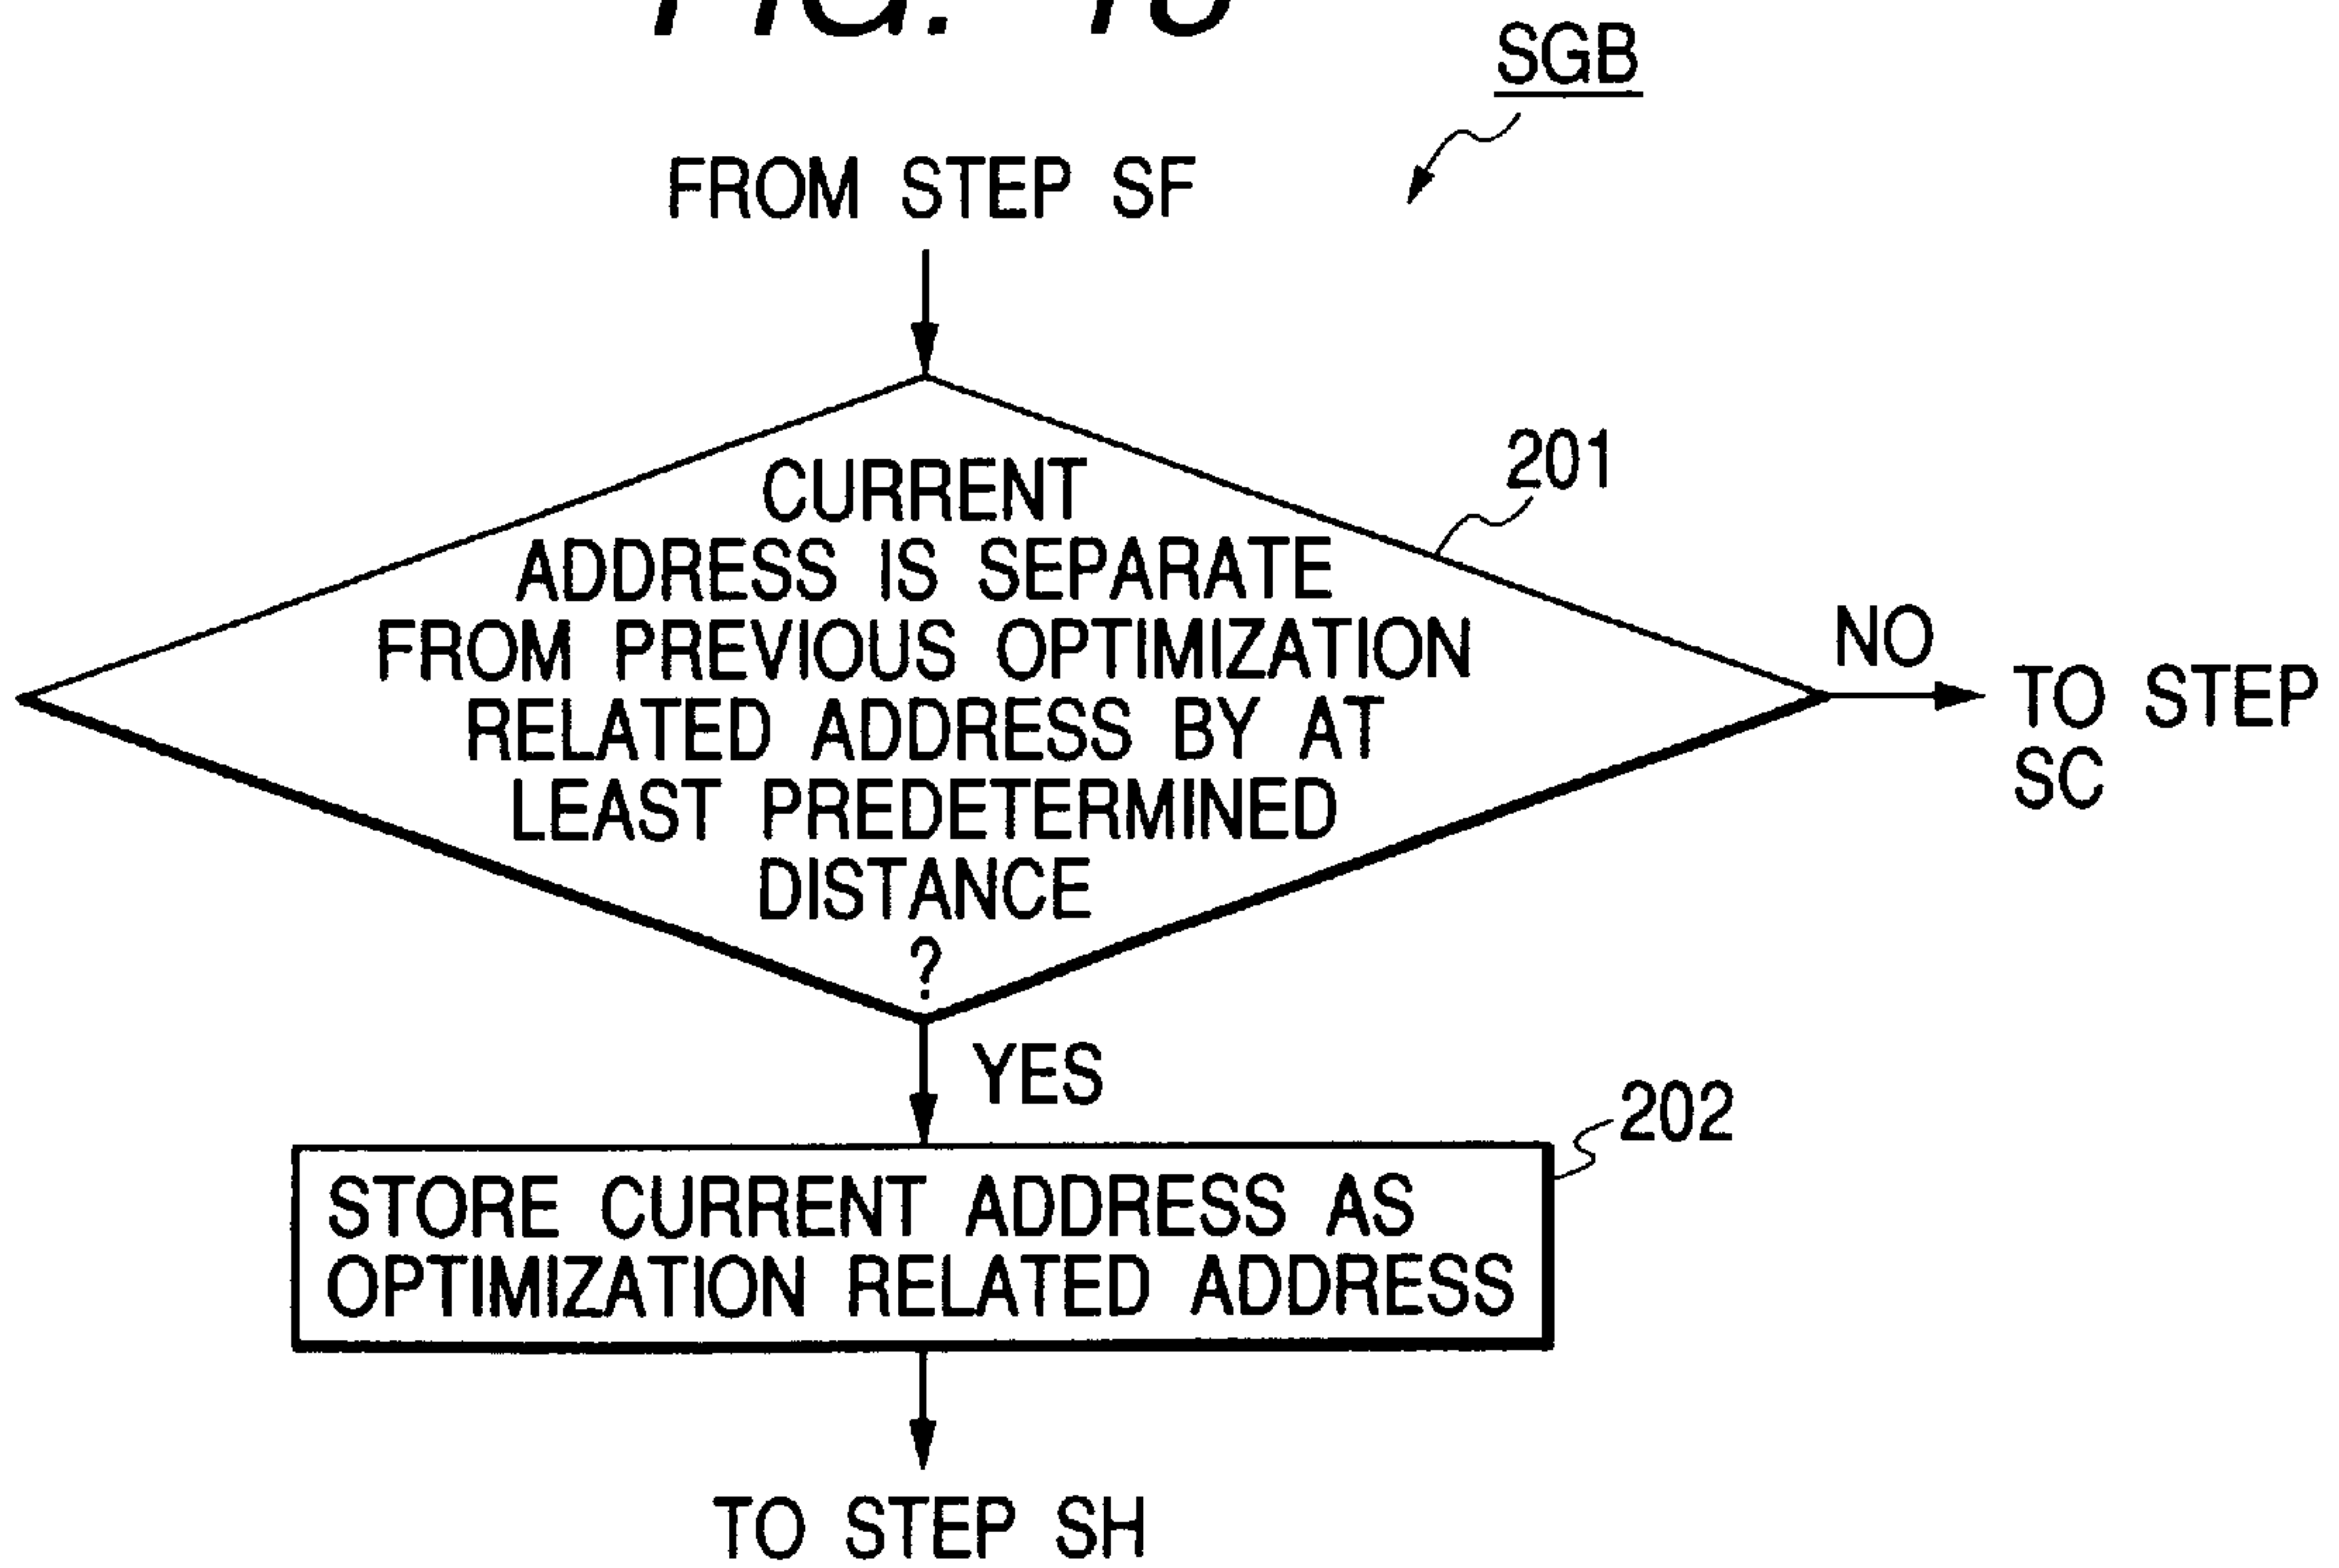 FIG.
SGB
FROM STEP SF
201
CURRENT
ADDRESS IS SEPARATE
FROM PREVIOUS OPTIMIZATION
RELATED ADDRESS BY AT
LEAST PREDETERMINED
DISTANCE
?
NO
TO STEP
SC
YES
202
STORE CURRENT ADDRESS AS
OPTIMIZATION RELATED ADDRESS
TO STEP SH